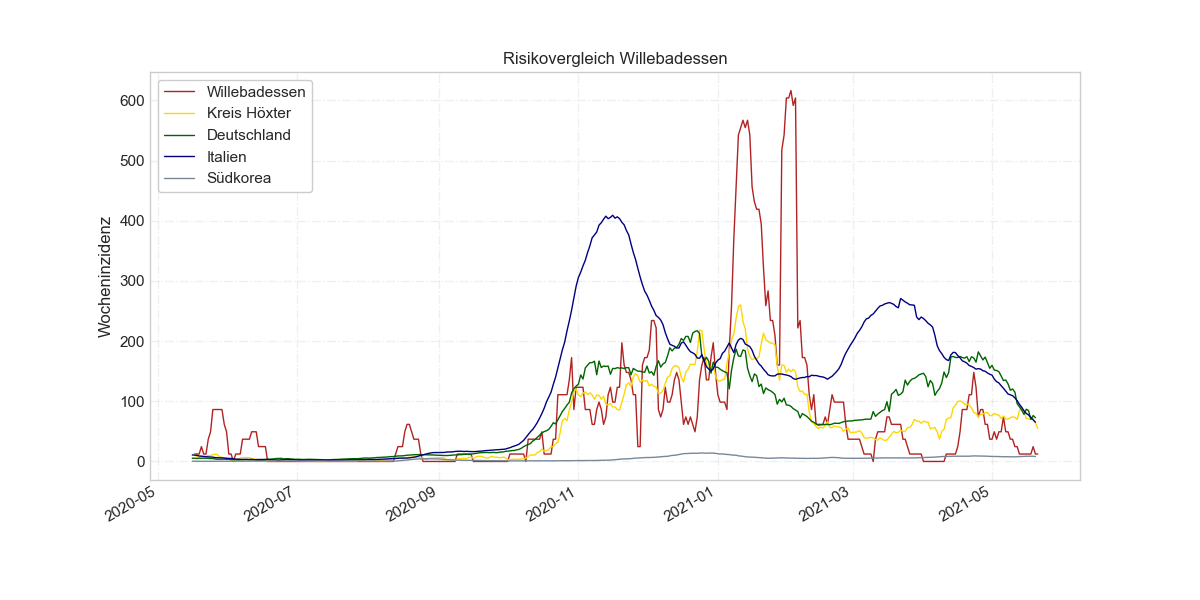 Risikovergleich Willebadessen
Willebadessen
Kreis Höxter
Deutschland
Italien
Südkorea
Wocheninzidenz
600
500
400
300
200
100
0
2020-05
2020-07
2020-09
2020-11
2021-01
2021-03
2021-05